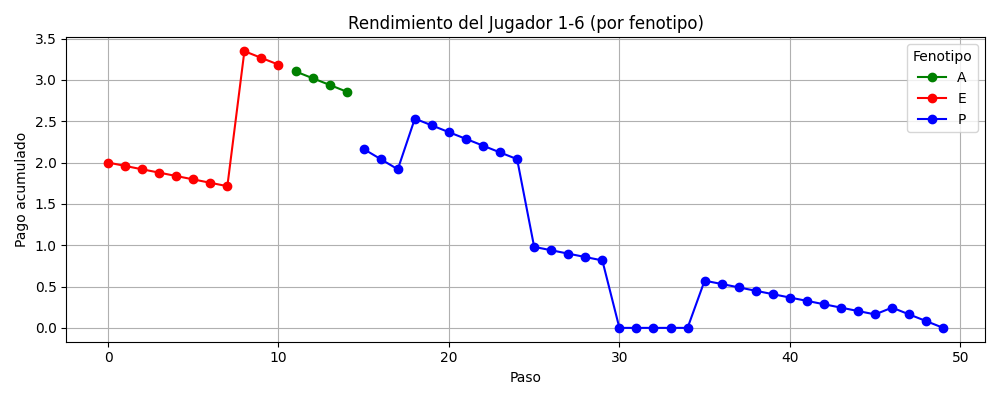 Rendimiento del Jugador 1-6 (por fenotipo)
Pago acumulado
3.5
3.0
2.5
2.0
1.5
1.0
0.5
0.0
Fenotipo
A
E
P
0 10 20 30 40 50
Paso